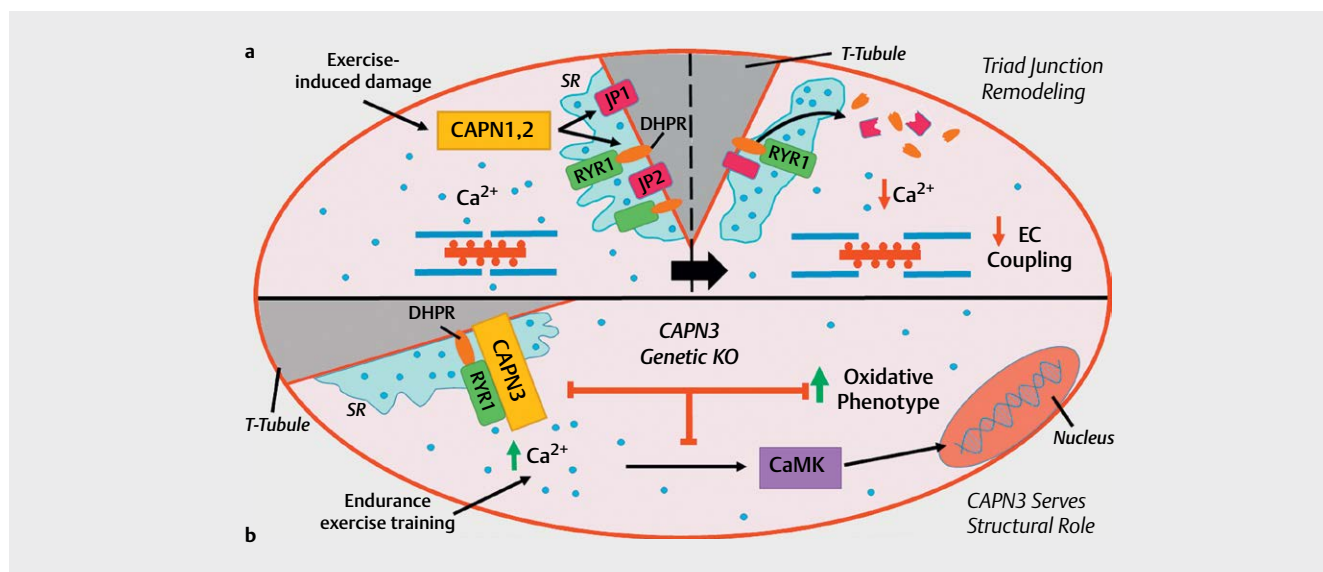 a
Exercise-
induced damage
CAPN1,2
SR
JP1
DHPR
RYR1
JP2
Ca²⁺
T-Tubule
RYR1
Triad Junction
Remodeling
Ca²⁺
EC
Coupling
DHPR
CAPN3
RYR1
SR
T-Tubule
Ca²⁺
Endurance
exercise training
CAPN3
Genetic KO
Oxidative
Phenotype
CaMK
Nucleus
CAPN3 Serves
Structural Role
b